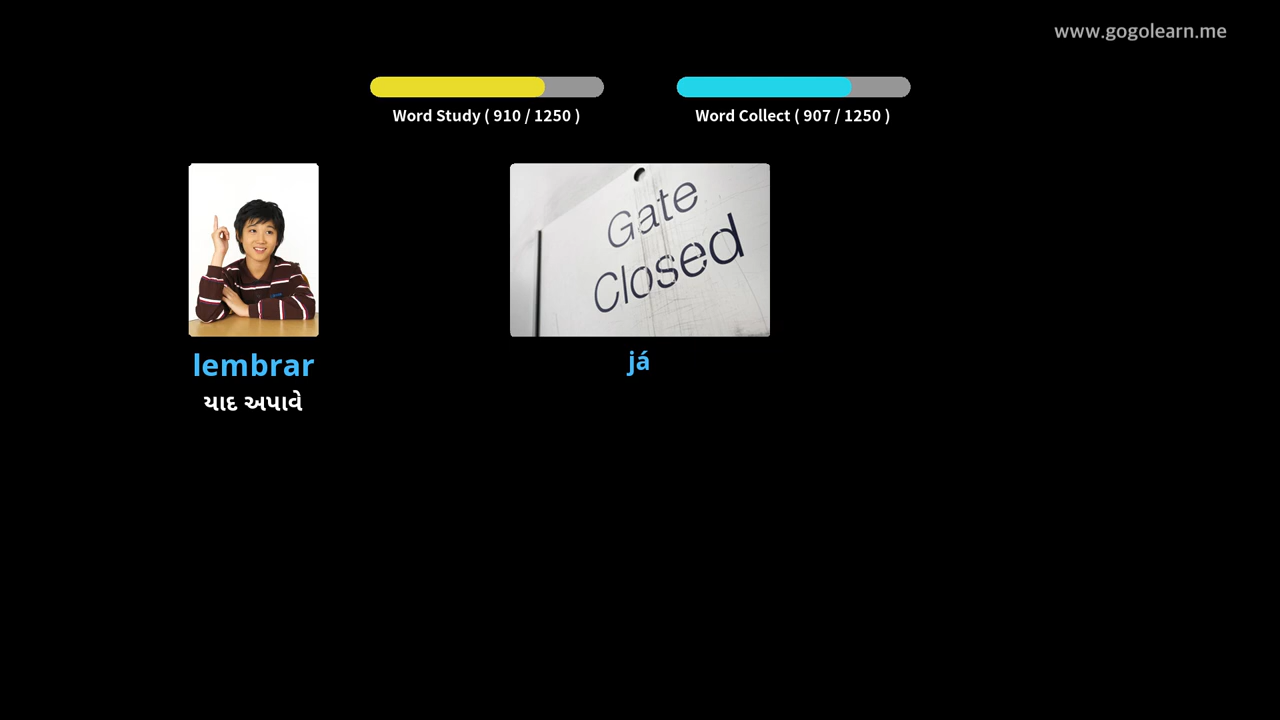 www.gogolearn.me
Word Study ( 910 / 1250 )
Word Collect ( 907 / 1250 )
Gate
Closed
lembrar
યાદ અપાવે
já